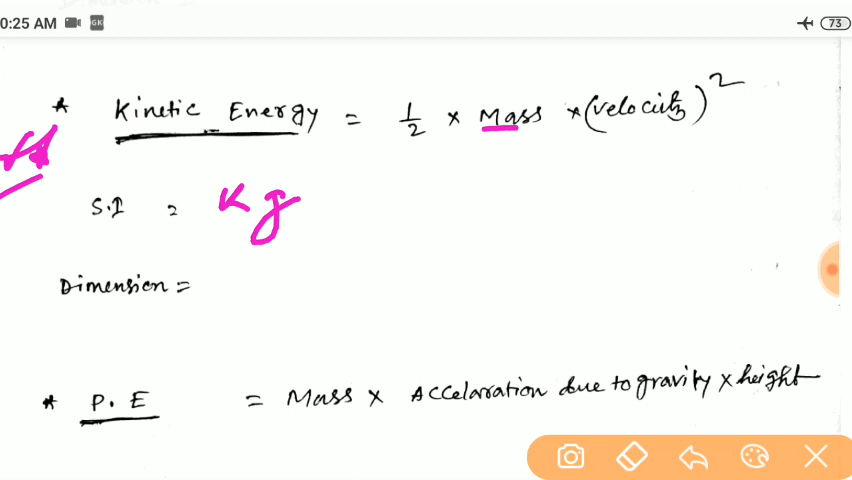 0:25 AM GK 73
* Kinetic Energy = 1/2 × Mass × (velocity)²
S.I = Kg
Dimension =
* P. E = Mass × Accelaration due to gravity × height